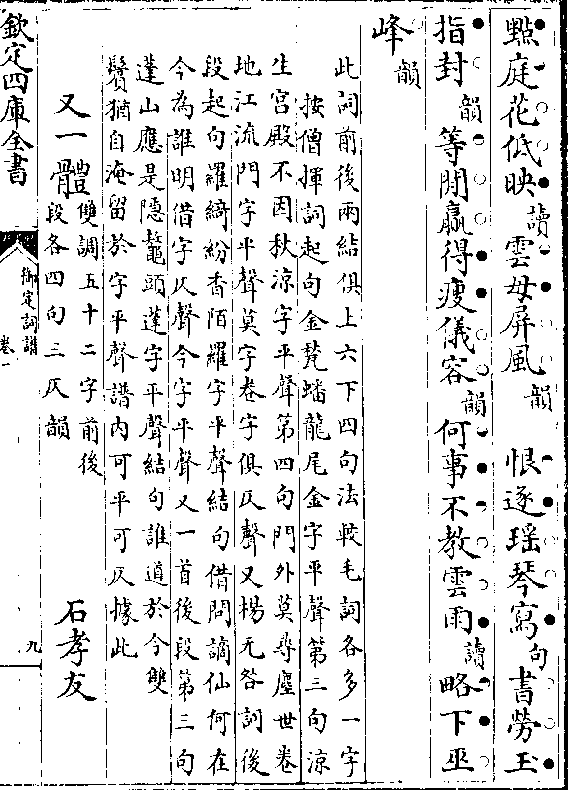 㸃庭花低映讀雲母屏風韻恨逐瑶琴寫句書勞玉
指封韻等閒贏得瘦儀容韻何事不教雲雨讀略下巫
峰韻
此詞前後兩結俱上六下四句法較毛詞各多一字
按僧揮詞起句金甃蟠龍尾金字平聲第三句涼
生宮殿不因秋涼字平聲第四句門外莫尋塵世卷
地江流門字平聲莫字卷字俱仄聲又楊无咎詞後
段起句羅綺紛香陌羅字平聲結句借問謫仙何在
今為誰明借字仄聲今字平聲又一首後段第三句
蓬山應是隱鼇頭蓬字平聲結句誰道於今雙
鬢猶自淹留於字平聲譜内可平可仄據此
又一體雙調五十二字前後段各四句三仄韻 石孝友
欽定四庫全書
御定詞譜
卷一
九